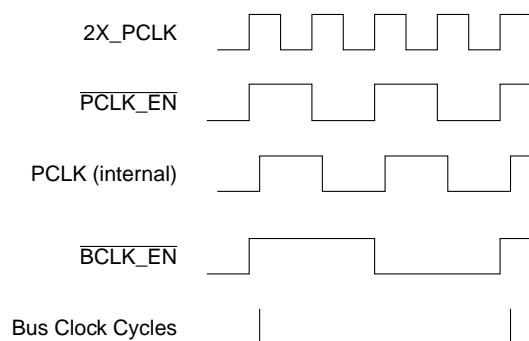 2X_PCLK
PCLK_EN
PCLK (internal)
BCLK_EN
Bus Clock Cycles